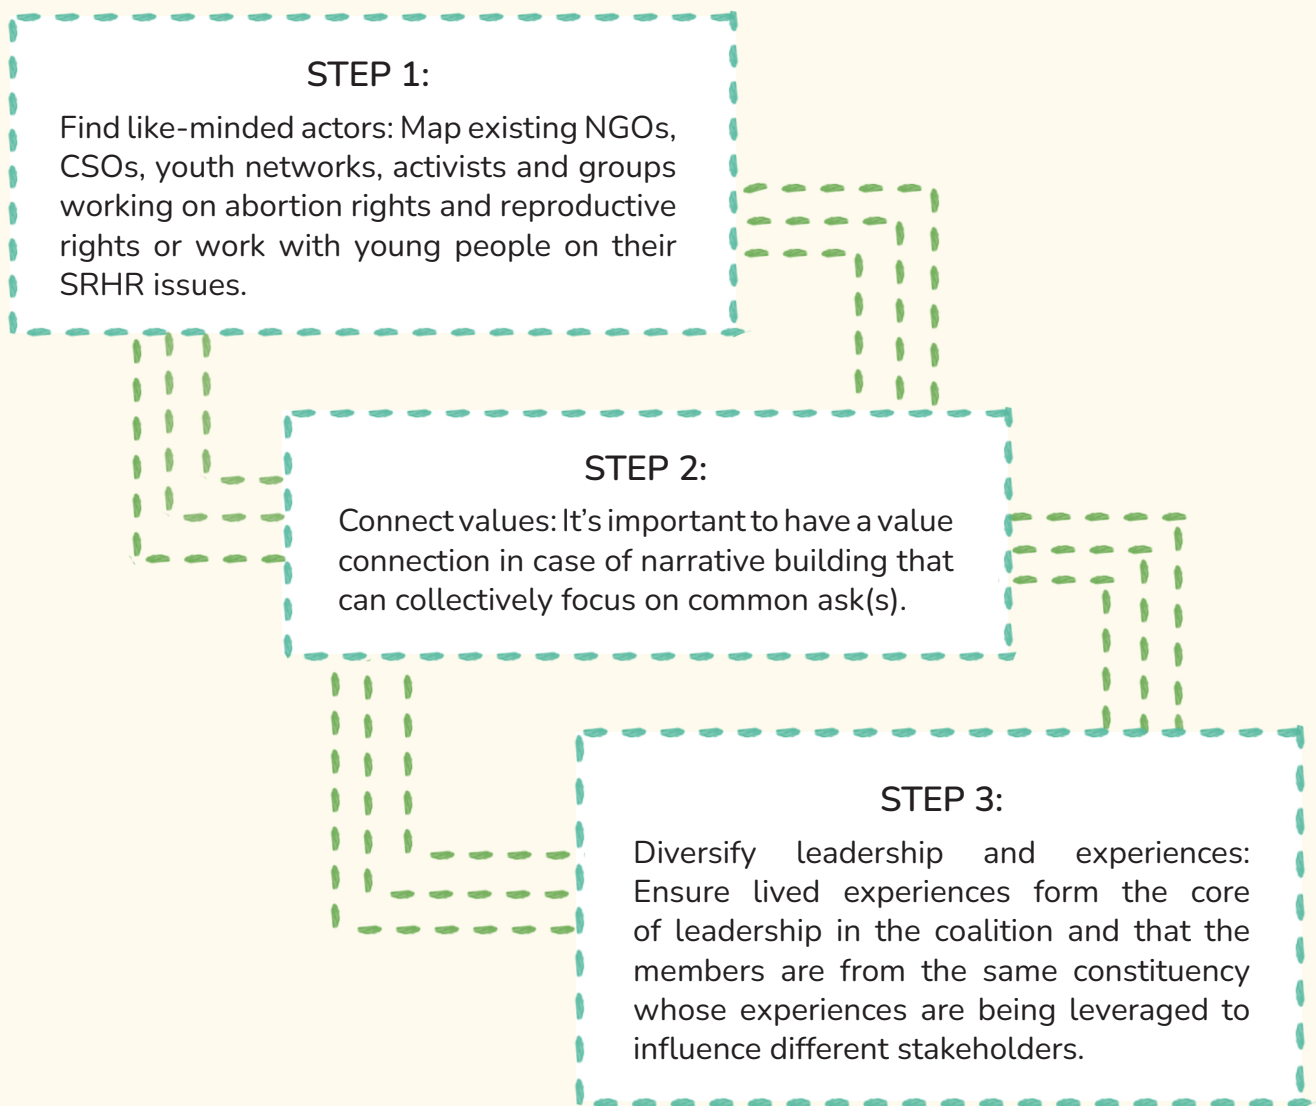 STEP 1:
Find like-minded actors: Map existing NGOs,
CSOs, youth networks, activists and groups
working on abortion rights and reproductive
rights or work with young people on their
SRHR issues.
STEP 2:
Connect values: It’s important to have a value
connection in case of narrative building that
can collectively focus on common ask(s).
STEP 3:
Diversify leadership and experiences:
Ensure lived experiences form the core
of leadership in the coalition and that the
members are from the same constituency
whose experiences are being leveraged to
influence different stakeholders.